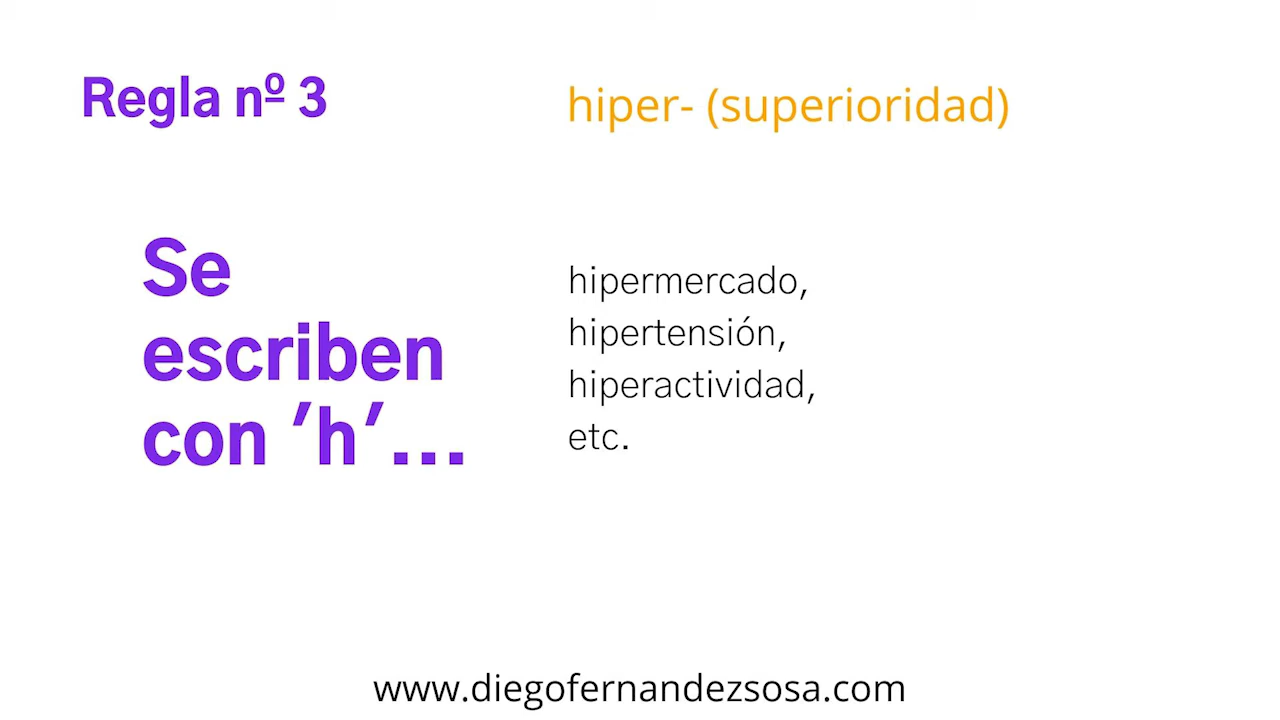 Regla nº 3
hiper- (superioridad)
Se
escriben
con ’h’...
hipermercado,
hipertensión,
hiperactividad,
etc.
www.diegofernandezsosa.com